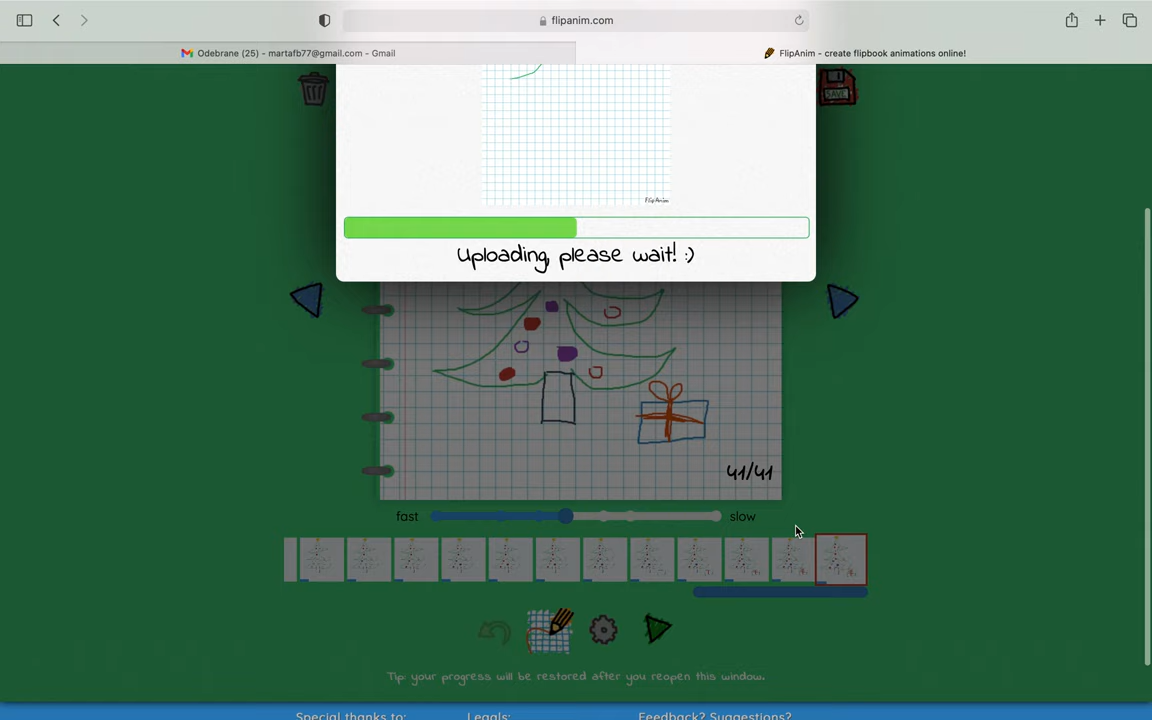 flipanim.com
Odebrane (25) - martafb77@gmail.com - Gmail
FlipAnim - create flipbook animations online!
SAVE
FlipAnim
Uploading, please wait! :)
41/41
fast
slow
Tip: your progress will be restored after you reopen this window.
Special thanks to:
Legals:
Feedback? Suggestions?